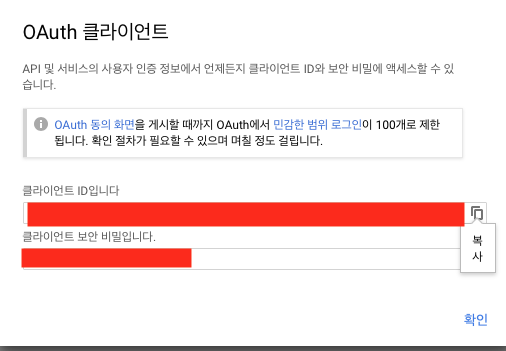 OAuth 클라이언트
API 및 서비스의 사용자 인증 정보에서 언제든지 클라이언트 ID와 보안 비밀에 액세스할 수 있
습니다.
OAuth 동의 화면을 게시할 때까지 OAuth에서 민감한 범위 로그인이 100개로 제한
됩니다. 확인 절차가 필요할 수 있으며 며칠 정도 걸립니다.
클라이언트 ID입니다
복
사
클라이언트 보안 비밀입니다.
확인